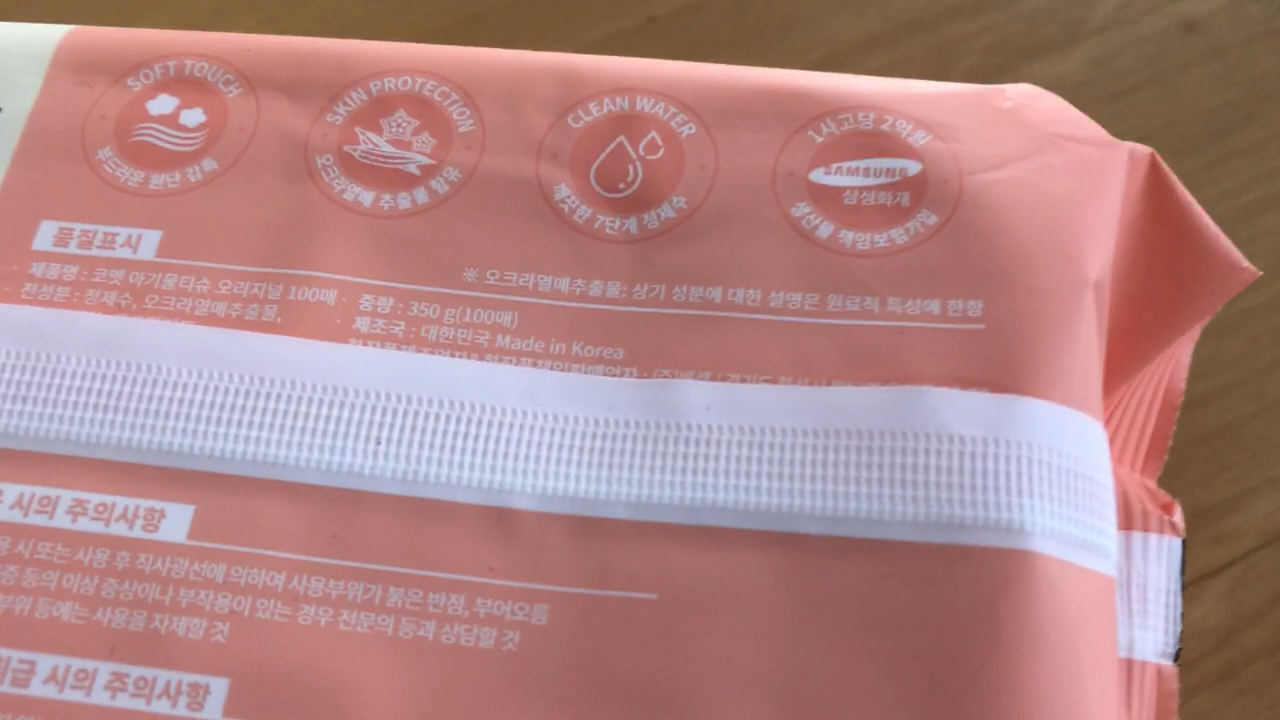 SOFT TOUCH
부드러운 원단 감촉
SKIN PROTECTION
오크라열매 추출물 함유
CLEAN WATER
깨끗한 7단계 정제수
1사고당 2억원
SAMSUNG
삼성화재
생산물 책임보험가입
품질표시
※ 오크라열매추출물: 상기 성분에 대한 설명은 원료적 특성에 한함
· 제품명 : 코멧 아기물티슈 오리지널 100매
· 전성분 : 정제수, 오크라열매추출물,
· 중량 : 350 g(100매)
· 제조국 : 대한민국 Made in Korea
시의 주의사항
시 또는 사용 후 직사광선에 의하여 사용부위가 붉은 반점, 부어오름
등의 이상 증상이나 부작용이 있는 경우 전문의 등과 상담할 것
부위 등에는 사용을 자제할 것
취급 시의 주의사항